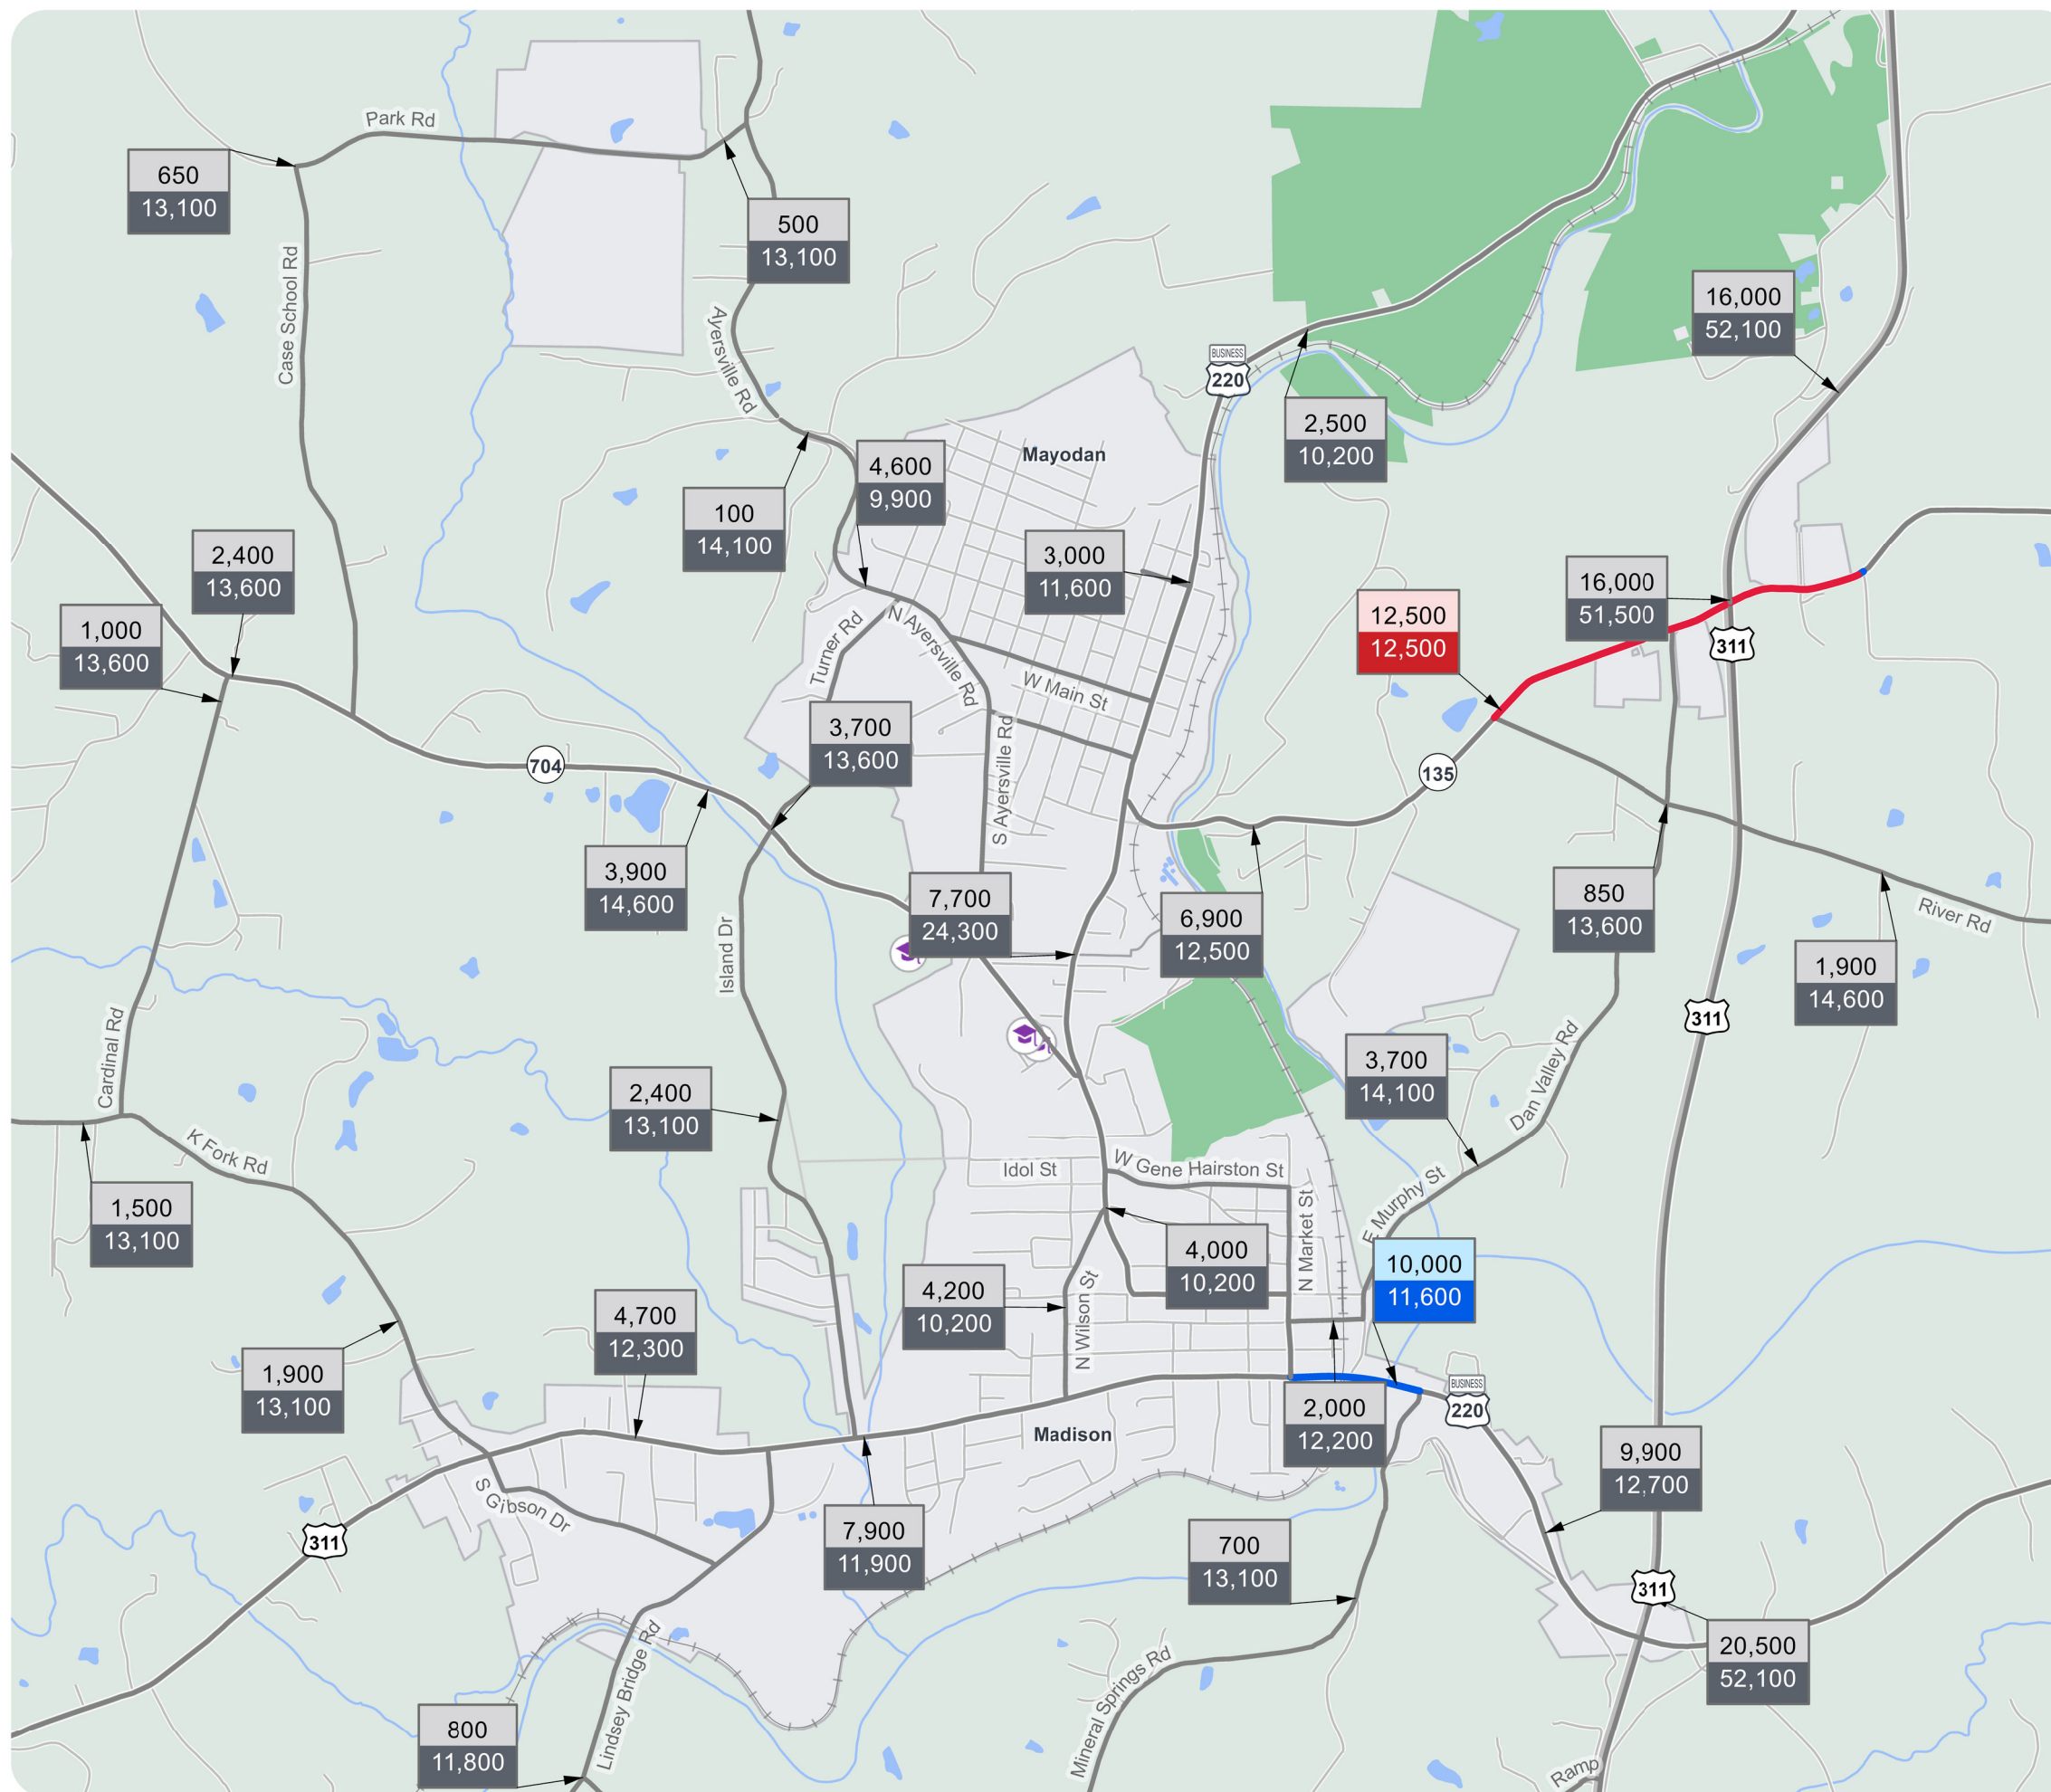 Park Rd
650
13,100
500
13,100
Case School Rd
Ayersville Rd
16,000
52,100
BUSINESS
220
2,500
10,200
Mayodan
4,600
9,900
100
14,100
2,400
13,600
3,000
11,600
16,000
51,500
12,500
12,500
1,000
13,600
Turner Rd
N Ayersville Rd
311
W Main St
3,700
13,600
704
S Ayersville Rd
135
3,900
14,600
7,700
24,300
6,900
12,500
850
13,600
River Rd
1,900
14,600
Island Dr
311
Cardinal Rd
3,700
14,100
Dan Valley Rd
2,400
13,100
K Fork Rd
Idol St
W Gene Hairston St
1,500
13,100
N Market St
E Murphy St
4,000
10,200
10,000
11,600
4,200
10,200
N Wilson St
4,700
12,300
1,900
13,100
BUSINESS
220
2,000
12,200
Madison
9,900
12,700
S Gibson Dr
311
7,900
11,900
700
13,100
311
20,500
52,100
Lindsey Bridge Rd
Mineral Springs Rd
800
11,800
Ramp